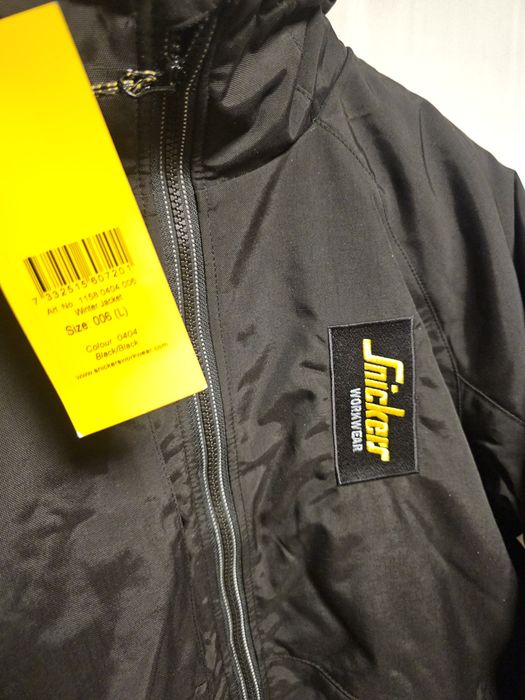 7 332515 607201
Art. No. 1158 0404 006
Winter Jacket
Size 006 (L)
Colour 0404
Black/Black
www.snickersworkwear.com
Snickers
WORKWEAR